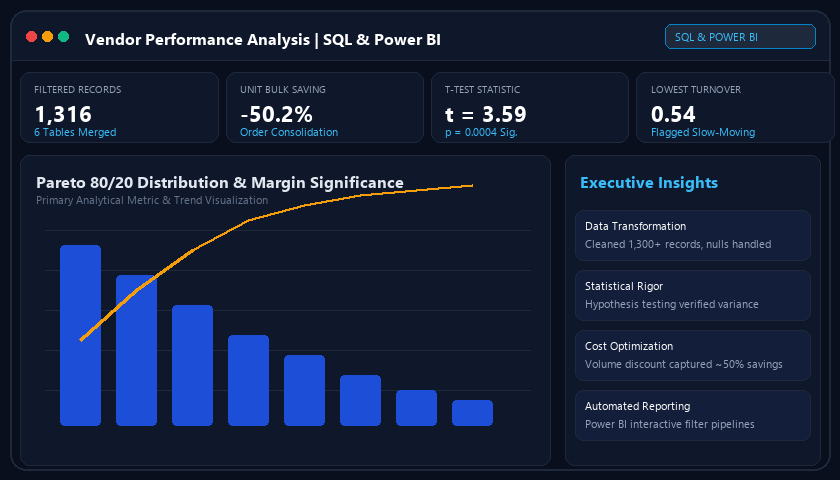 Vendor Performance Analysis | SQL & Power BI
SQL & POWER BI
FILTERED RECORDS
1,316
6 Tables Merged
UNIT BULK SAVING
-50.2%
Order Consolidation
T-TEST STATISTIC
t = 3.59
p = 0.0004 Sig.
LOWEST TURNOVER
0.54
Flagged Slow-Moving
Pareto 80/20 Distribution & Margin Significance
Primary Analytical Metric & Trend Visualization
Executive Insights
Data Transformation
Cleaned 1,300+ records, nulls handled
Statistical Rigor
Hypothesis testing verified variance
Cost Optimization
Volume discount captured ~50% savings
Automated Reporting
Power BI interactive filter pipelines